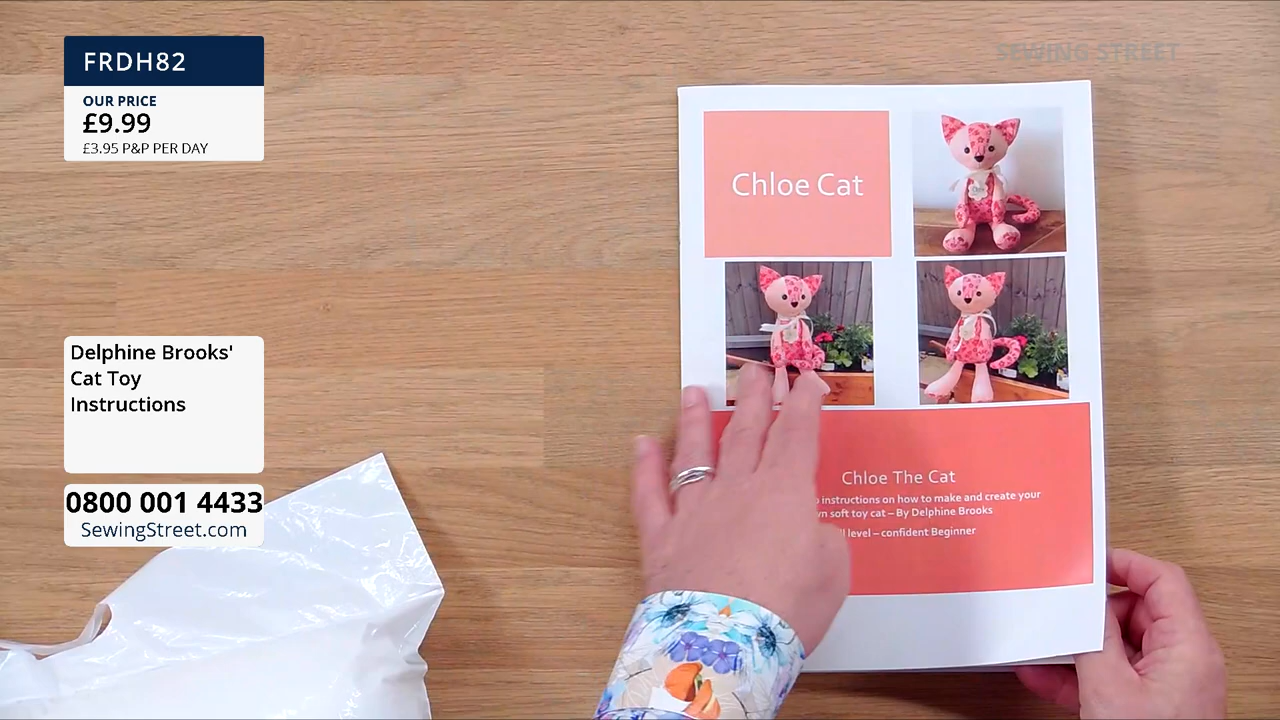 FRDH82
OUR PRICE
£9.99
£3.95 P&P PER DAY
SEWING STREET
Chloe Cat
Delphine Brooks'
Cat Toy
Instructions
0800 001 4433
SewingStreet.com
Chloe The Cat
instructions on how to make and create your
soft toy cat – By Delphine Brooks
level – confident Beginner